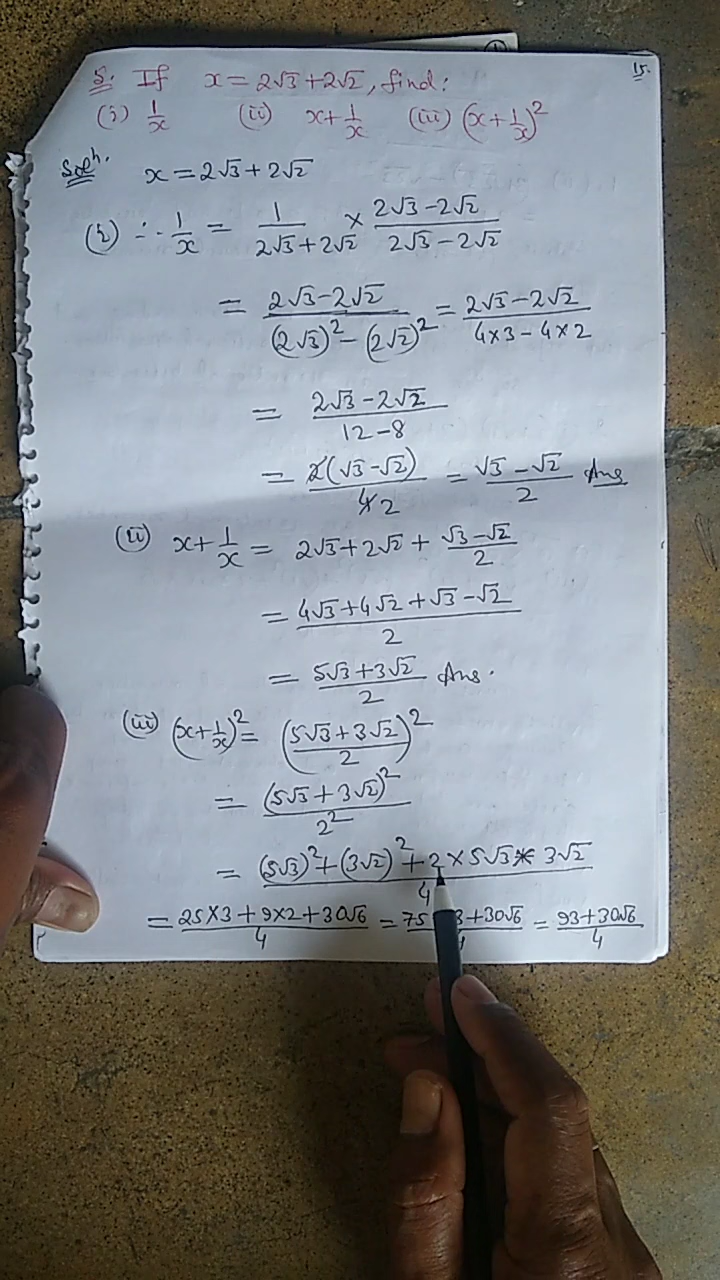 15.
5. If x = 2√3 + 2√2, find:
(i) 1/x (ii) x + 1/x (iii) (x + 1/x)²
Solⁿ. x = 2√3 + 2√2
(i) ∴ 1/x = 1/(2√3 + 2√2) × (2√3 − 2√2)/(2√3 − 2√2)
= (2√3 − 2√2)/((2√3)² − (2√2)²) = (2√3 − 2√2)/(4×3 − 4×2)
= (2√3 − 2√2)/(12 − 8)
= 2(√3 − √2)/4 2 = (√3 − √2)/2 Ans
(ii) x + 1/x = 2√3 + 2√2 + (√3 − √2)/2
= (4√3 + 4√2 + √3 − √2)/2
= (5√3 + 3√2)/2 Ans.
(iii) (x + 1/x)² = ((5√3 + 3√2)/2)²
= (5√3 + 3√2)²/2²
= ((5√3)² + (3√2)² + 2 × 5√3 × 3√2)/4
= (25×3 + 9×2 + 30√6)/4 = 75 8 + 30√6 / 4 = (93 + 30√6)/4